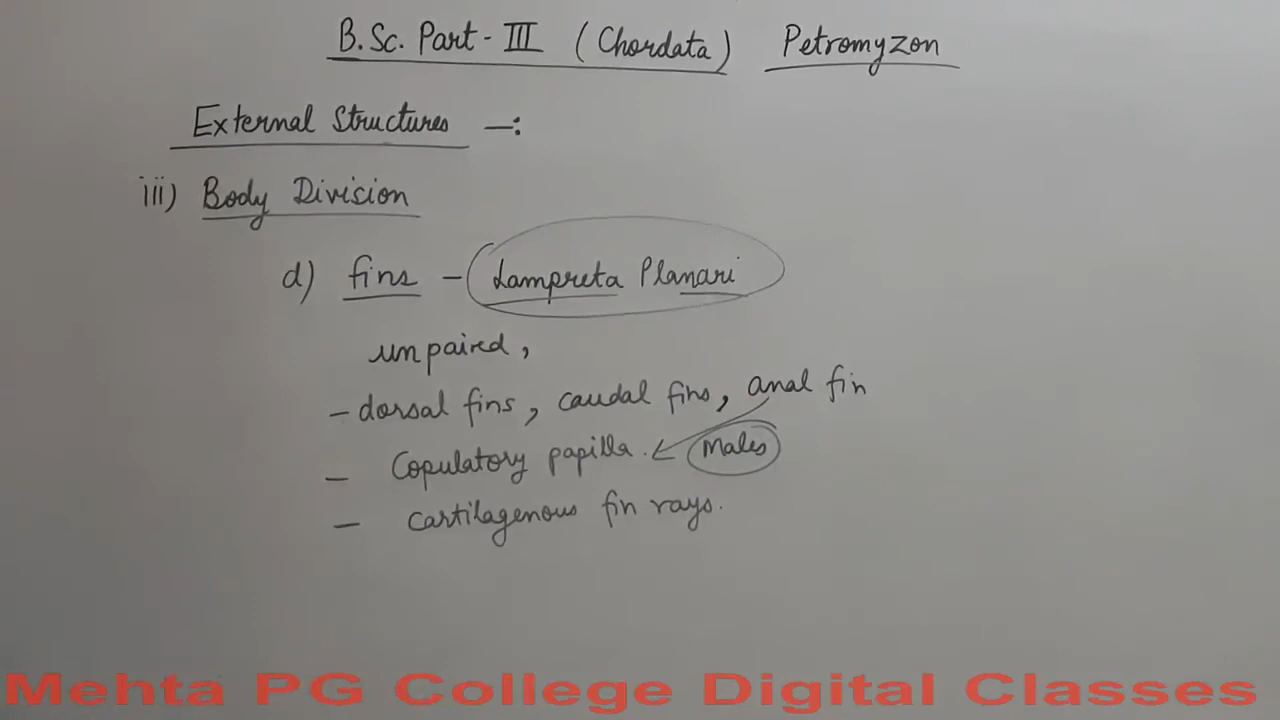 B.Sc. Part - III (Chordata) Petromyzon
External Structures -:
iii) Body Division
d) fins - Lampreta Planari
unpaired,
- dorsal fins, caudal fins, anal fin
- Copulatory papilla. ← Males
- Cartilagenous fin rays.
Mehta PG College Digital Classes